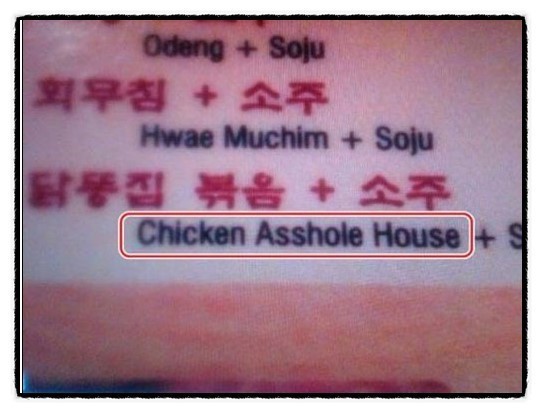 Odeng + Soju
회무침 + 소주
Hwae Muchim + Soju
닭똥집 볶음 + 소주
Chicken Asshole House + S